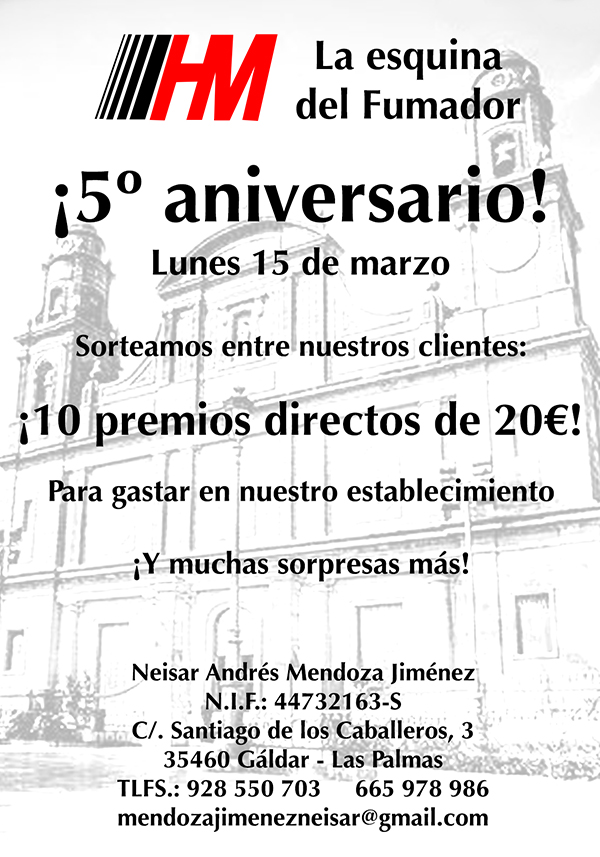 HM
La esquina
del Fumador
¡5º aniversario!
Lunes 15 de marzo
Sorteamos entre nuestros clientes:
¡10 premios directos de 20€!
Para gastar en nuestro establecimiento
¡Y muchas sorpresas más!
Neisar Andrés Mendoza Jiménez
N.I.F.: 44732163-S
C/. Santiago de los Caballeros, 3
35460 Gáldar - Las Palmas
TLFS.: 928 550 703 665 978 986
mendozajimenezneisar@gmail.com